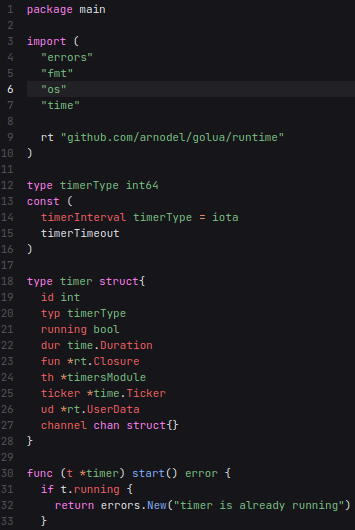 1 package main
2
3 import (
4 "errors"
5 "fmt"
6 "os"
7 "time"
8
9 rt "github.com/arnodel/golua/runtime"
10 )
11
12 type timerType int64
13 const (
14 timerInterval timerType = iota
15 timerTimeout
16 )
17
18 type timer struct{
19 id int
20 typ timerType
21 running bool
22 dur time.Duration
23 fun *rt.Closure
24 th *timersModule
25 ticker *time.Ticker
26 ud *rt.UserData
27 channel chan struct{}
28 }
29
30 func (t *timer) start() error {
31 if t.running {
32 return errors.New("timer is already running")
33 }